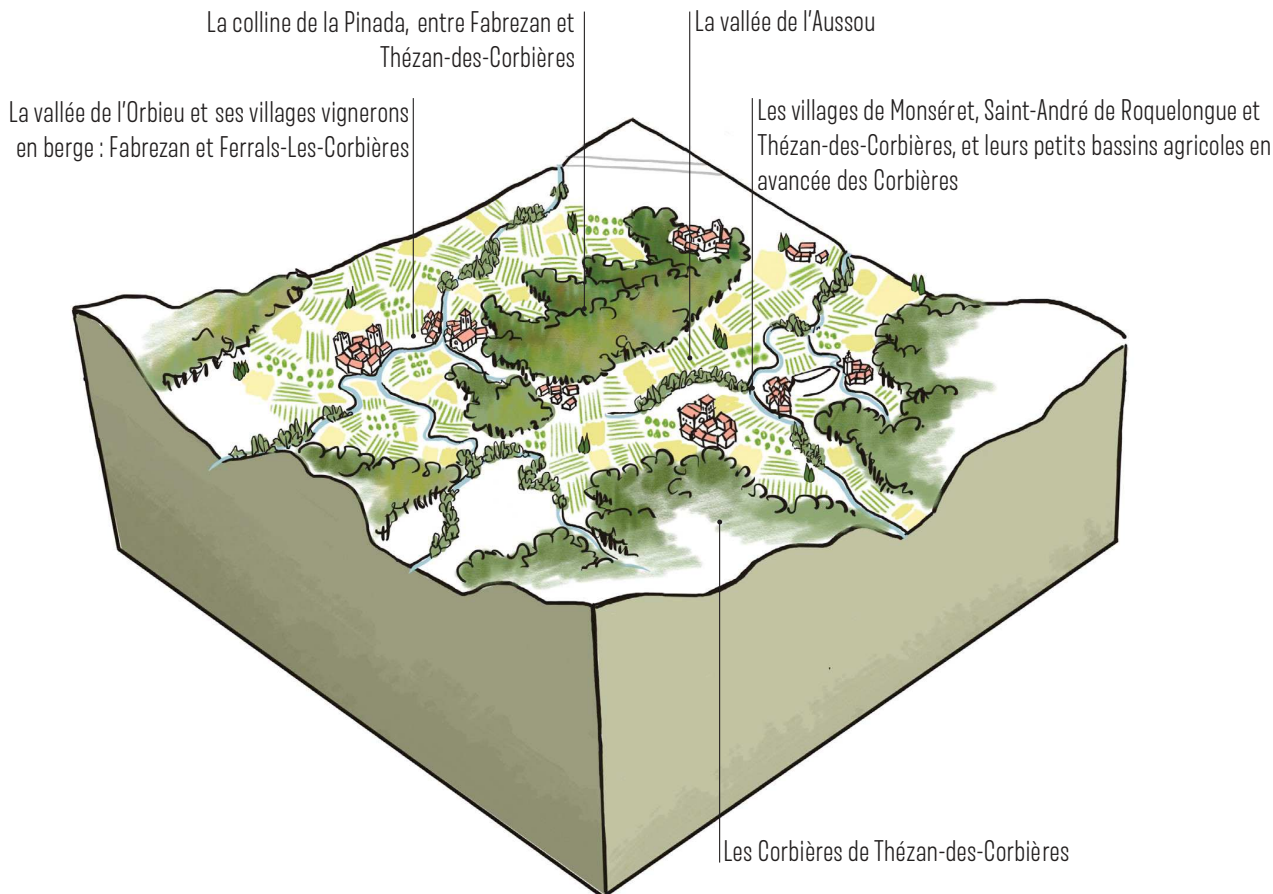 La colline de la Pinada, entre Fabrezan et
Thézan-des-Corbières
La vallée de l'Aussou
La vallée de l'Orbieu et ses villages vignerons
en berge : Fabrezan et Ferrals-Les-Corbières
Les villages de Monséret, Saint-André de Roquelongue et
Thézan-des-Corbières, et leurs petits bassins agricoles en
avancée des Corbières
Les Corbières de Thézan-des-Corbières